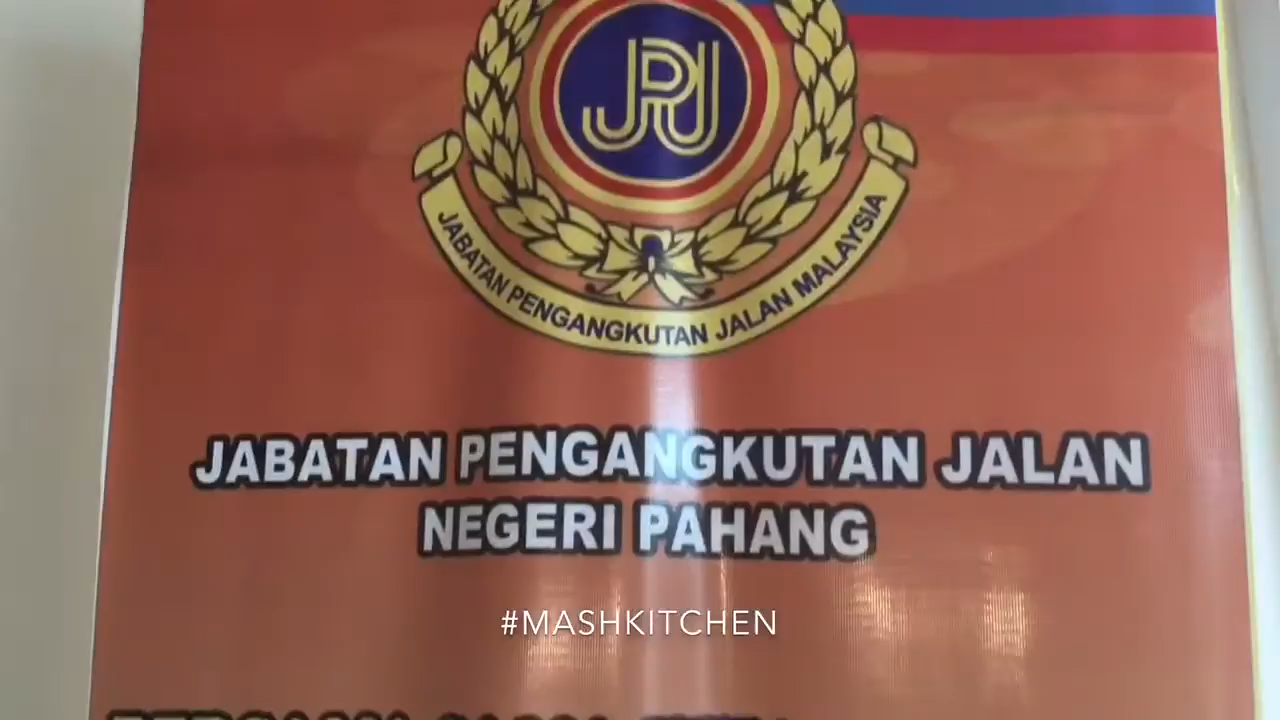 JPJ
JABATAN PENGANGKUTAN JALAN MALAYSIA
JABATAN PENGANGKUTAN JALAN
NEGERI PAHANG
#MASHKITCHEN